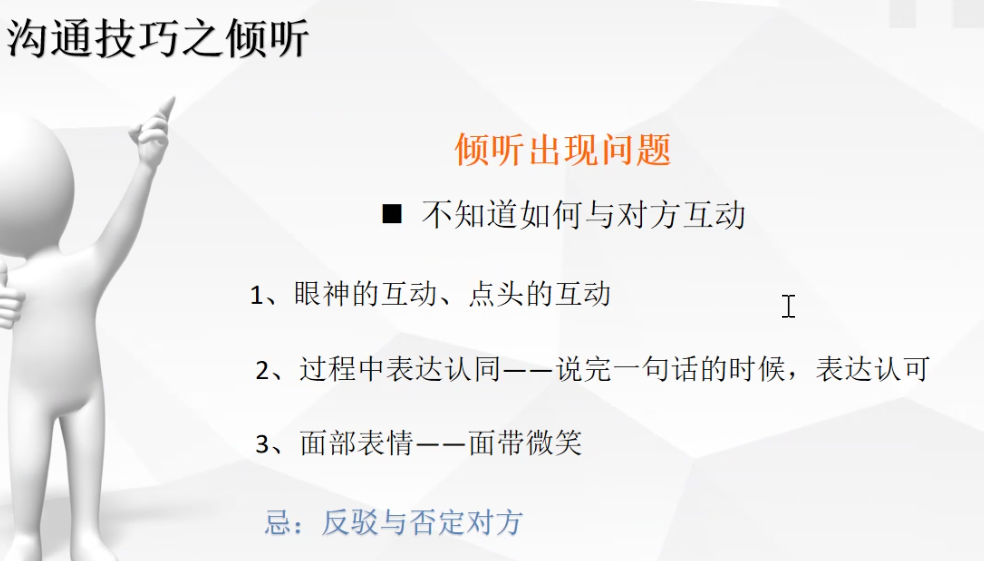 沟通技巧之倾听
倾听出现问题
■ 不知道如何与对方互动
1、眼神的互动、点头的互动
2、过程中表达认同——说完一句话的时候，表达认可
3、面部表情——面带微笑
忌：反驳与否定对方